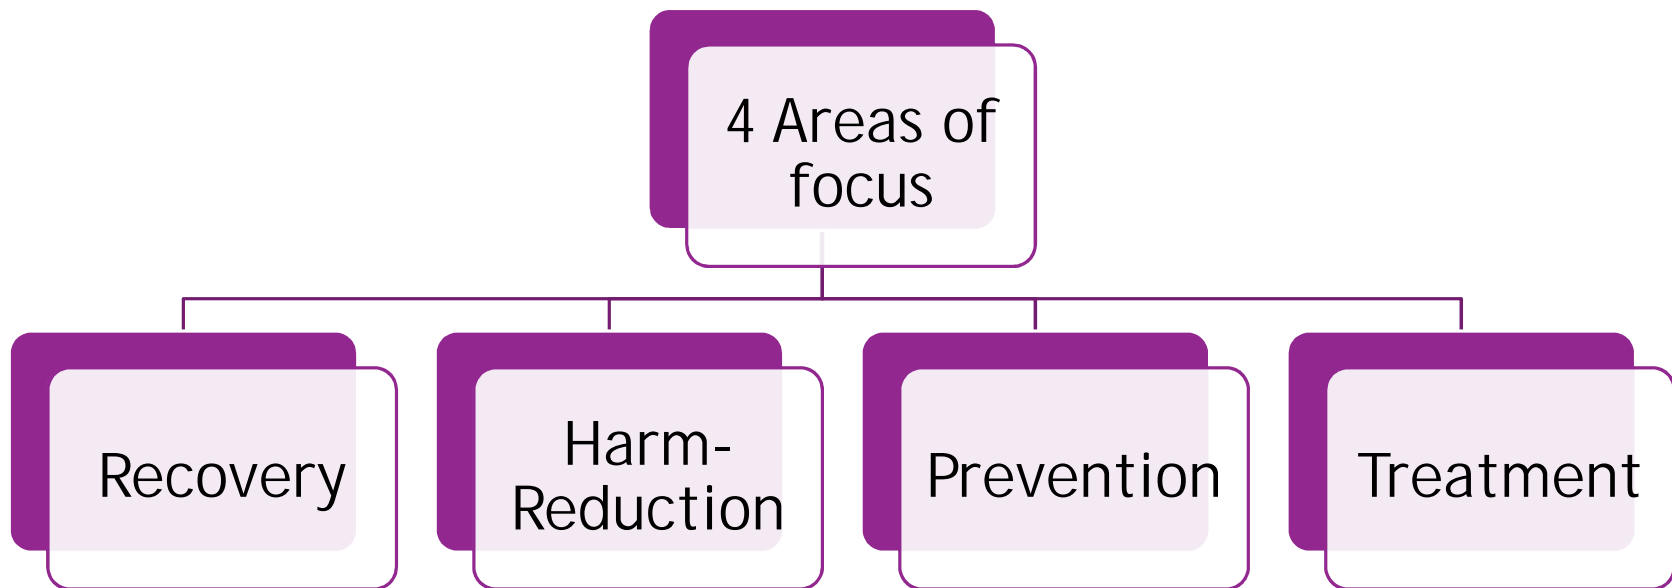 4 Areas of
focus
Recovery
Harm-
Reduction
Prevention
Treatment